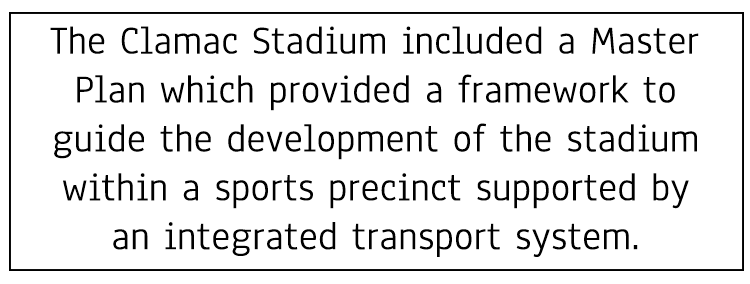 The Clamac Stadium included a Master
Plan which provided a framework to
guide the development of the stadium
within a sports precinct supported by
an integrated transport system.